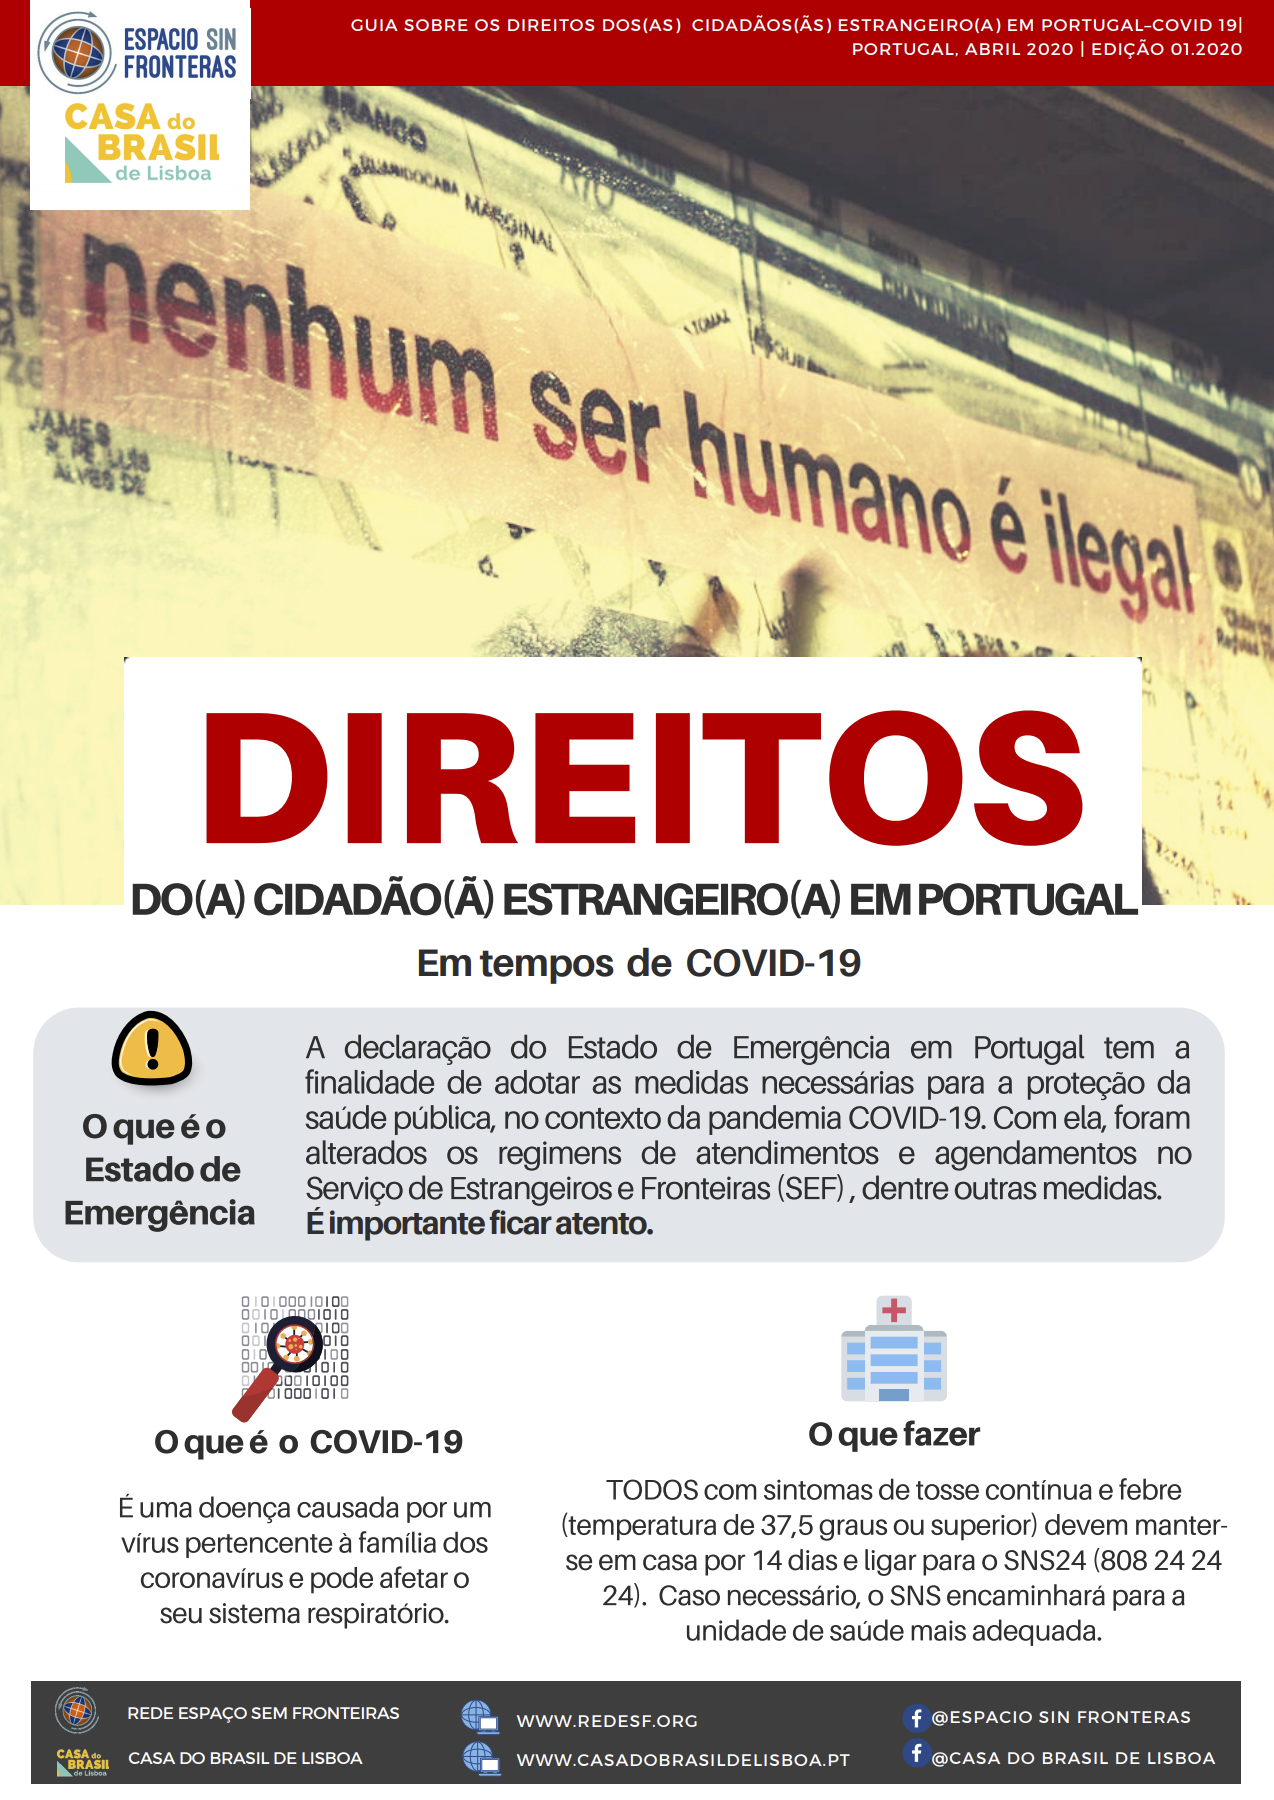 ESPACIO SIN
FRONTERAS
CASA do
BRASIL
de Lisboa
GUIA SOBRE OS DIREITOS DOS(AS) CIDADÃOS(ÃS) ESTRANGEIRO(A) EM PORTUGAL–COVID 19|
PORTUGAL, ABRIL 2020 | EDIÇÃO 01.2020
MARGINAL
nenhum ser humano é ilegal
JAMES
ALVES DE
DIREITOS
DO(A) CIDADÃO(Ã) ESTRANGEIRO(A) EM PORTUGAL
Em tempos de COVID-19
O que é o
Estado de
Emergência
A declaração do Estado de Emergência em Portugal tem a
finalidade de adotar as medidas necessárias para a proteção da
saúde pública, no contexto da pandemia COVID-19. Com ela, foram
alterados os regimens de atendimentos e agendamentos no
Serviço de Estrangeiros e Fronteiras (SEF) , dentre outras medidas.
É importante ficar atento.
O que é o COVID-19
É uma doença causada por um
vírus pertencente à família dos
coronavírus e pode afetar o
seu sistema respiratório.
O que fazer
TODOS com sintomas de tosse contínua e febre
(temperatura de 37,5 graus ou superior) devem manter-
se em casa por 14 dias e ligar para o SNS24 (808 24 24
24). Caso necessário, o SNS encaminhará para a
unidade de saúde mais adequada.
REDE ESPAÇO SEM FRONTEIRAS
CASA do
BRASIL
de Lisboa
CASA DO BRASIL DE LISBOA
WWW.REDESF.ORG
WWW.CASADOBRASILDELISBOA.PT
@ESPACIO SIN FRONTERAS
@CASA DO BRASIL DE LISBOA